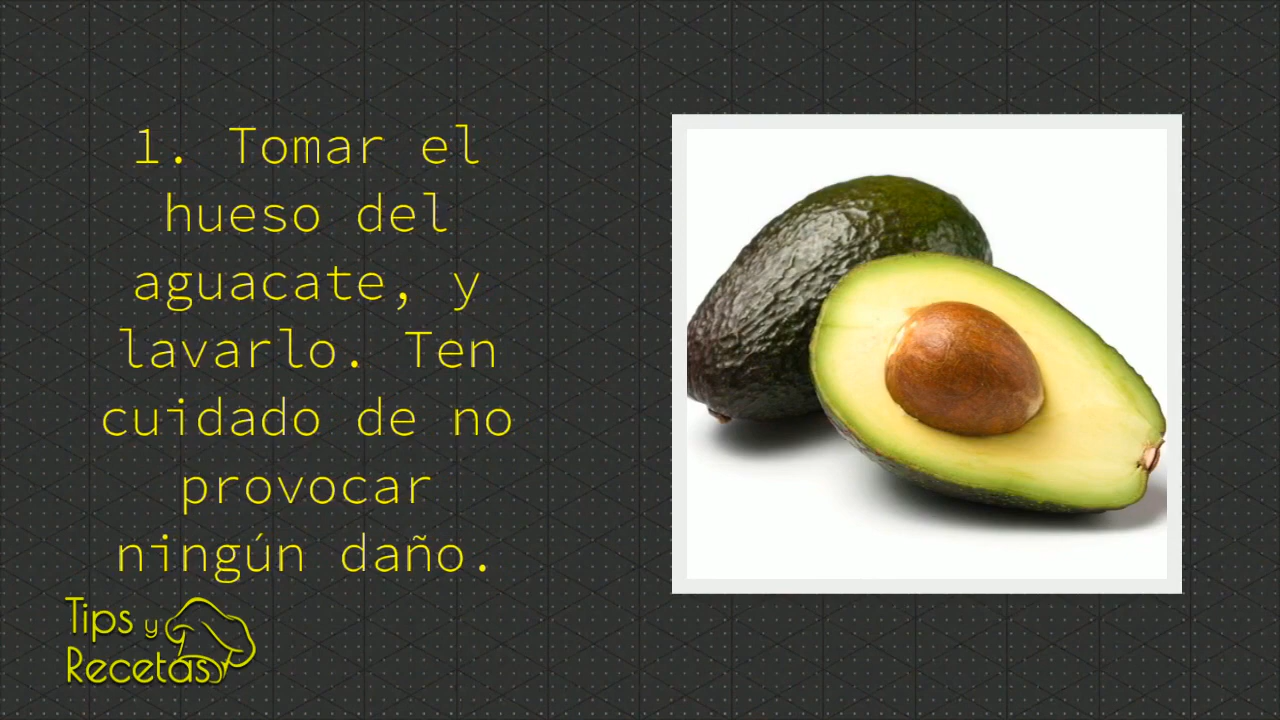 1. Tomar el
hueso del
aguacate, y
lavarlo. Ten
cuidado de no
provocar
ningún daño.
Tips y
Recetas